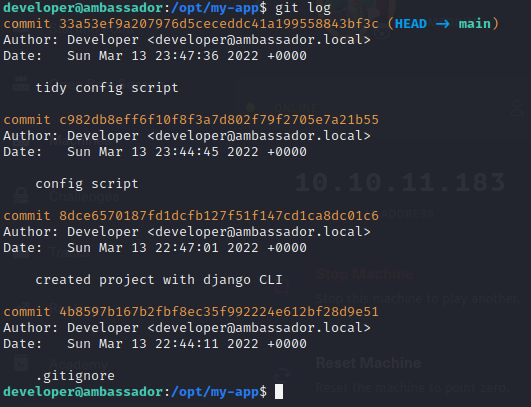 developer@ambassador:/opt/my-app$ git log
commit 33a53ef9a207976d5ceceddc41a199558843bf3c (HEAD → main)
Author: Developer <developer@ambassador.local>
Date:   Sun Mar 13 23:47:36 2022 +0000
tidy config script
commit c982db8eff6f10f8f3a7d802f79f2705e7a21b55
Author: Developer <developer@ambassador.local>
Date:   Sun Mar 13 23:44:45 2022 +0000
config script
10.10.11.183
commit 8dce6570187fd1dcfb127f51f147cd1ca8dc01c6
Author: Developer <developer@ambassador.local>
Date:   Sun Mar 13 22:47:01 2022 +0000
created project with django CLI
Stop Machine
Stop this machine to play another.
commit 4b8597b167b2fbf8ec35f992224e612bf28d9e51
Author: Developer <developer@ambassador.local>
Date:   Sun Mar 13 22:44:11 2022 +0000
.gitignore
Reset Machine
Reset the machine to point zero.
developer@ambassador:/opt/my-app$